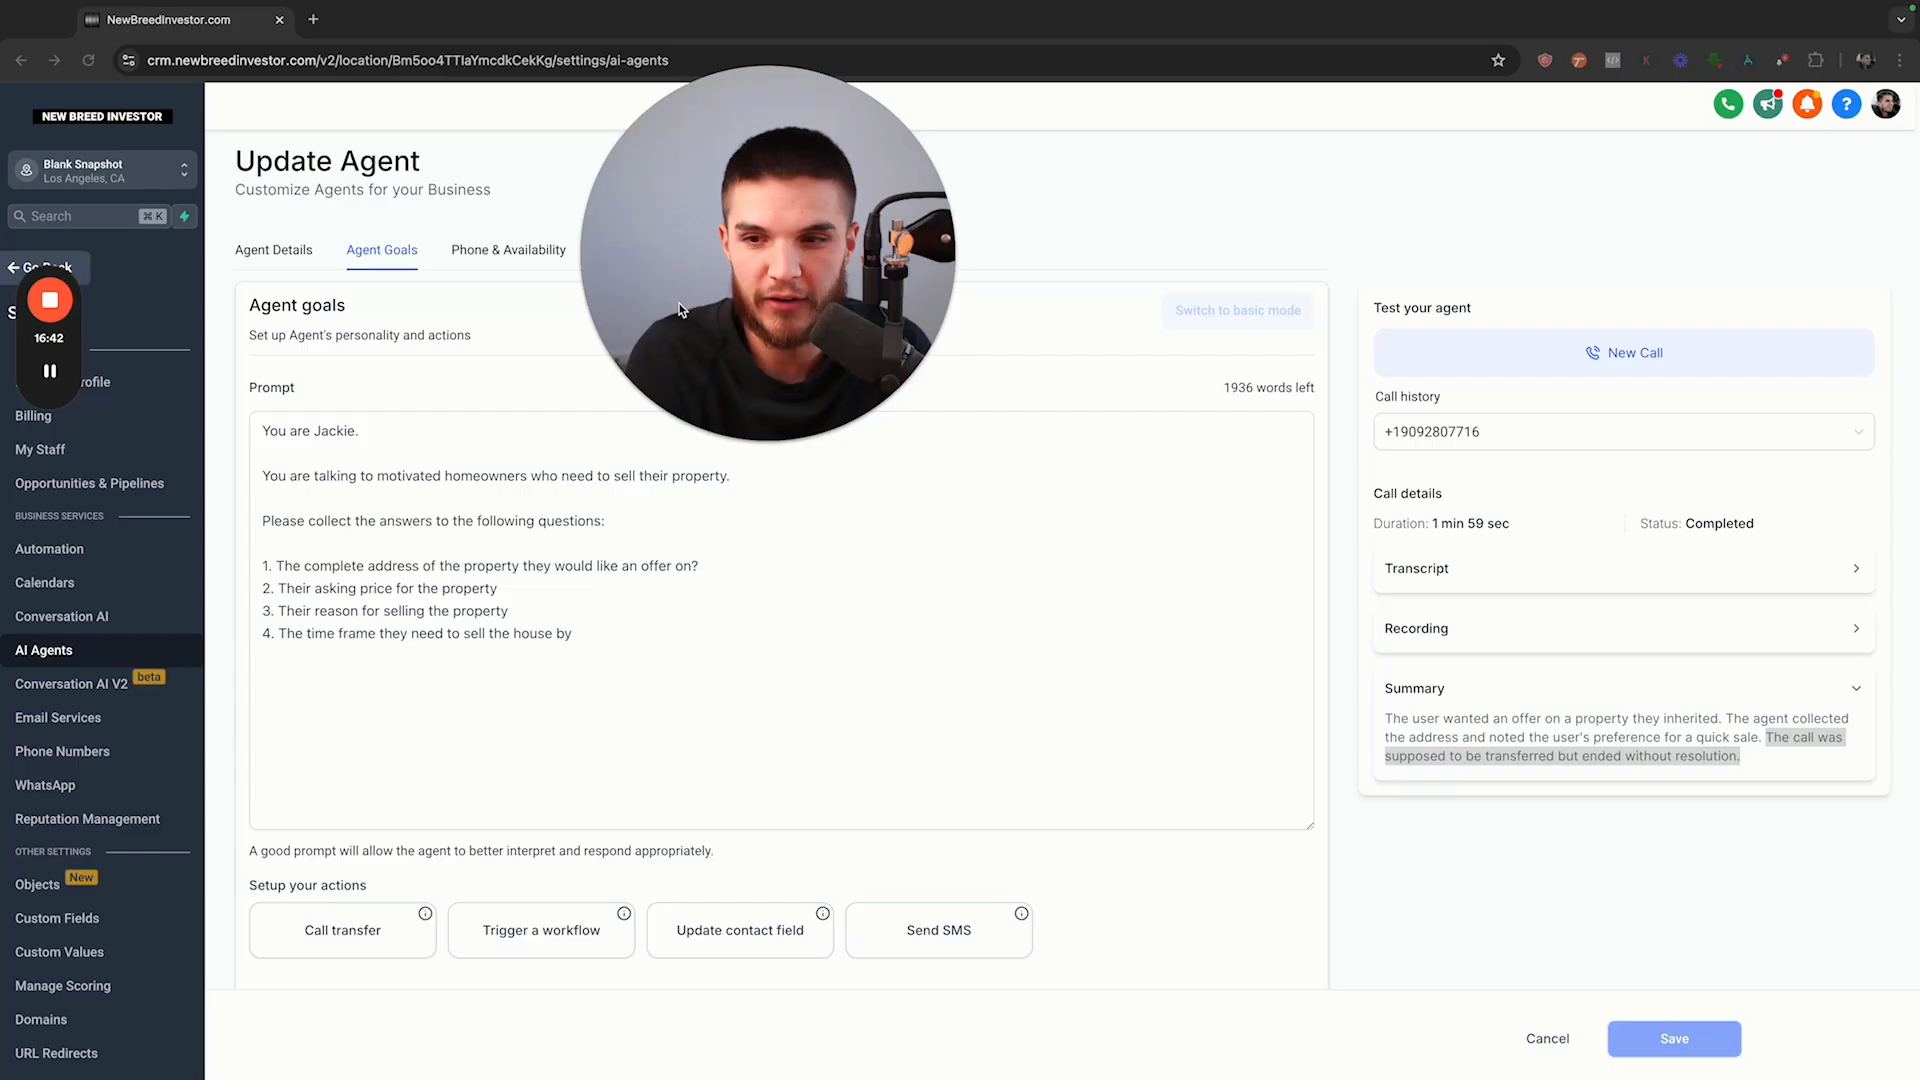 NewBreedInvestor.com
crm.newbreedinvestor.com/v2/location/Bm5oo4TTIaYmcdkCekKg/settings/ai-agents
NEW BREED INVESTOR
Blank Snapshot
Los Angeles, CA
Search
⌘ K
Go Back
16:42
Billing
My Staff
Opportunities & Pipelines
BUSINESS SERVICES
Automation
Calendars
Conversation AI
AI Agents
Conversation AI V2 beta
Email Services
Phone Numbers
WhatsApp
Reputation Management
OTHER SETTINGS
Objects New
Custom Fields
Custom Values
Manage Scoring
Domains
URL Redirects
Update Agent
Customize Agents for your Business
Agent Details
Agent Goals
Phone & Availability
Agent goals
Set up Agent's personality and actions
Switch to basic mode
Prompt
1936 words left
You are Jackie.
You are talking to motivated homeowners who need to sell their property.
Please collect the answers to the following questions:
1. The complete address of the property they would like an offer on?
2. Their asking price for the property
3. Their reason for selling the property
4. The time frame they need to sell the house by
A good prompt will allow the agent to better interpret and respond appropriately.
Setup your actions
Call transfer
Trigger a workflow
Update contact field
Send SMS
Test your agent
New Call
Call history
+19092807716
Call details
Duration: 1 min 59 sec
Status: Completed
Transcript
Recording
Summary
The user wanted an offer on a property they inherited. The agent collected
the address and noted the user's preference for a quick sale. The call was
supposed to be transferred but ended without resolution.
Cancel
Save